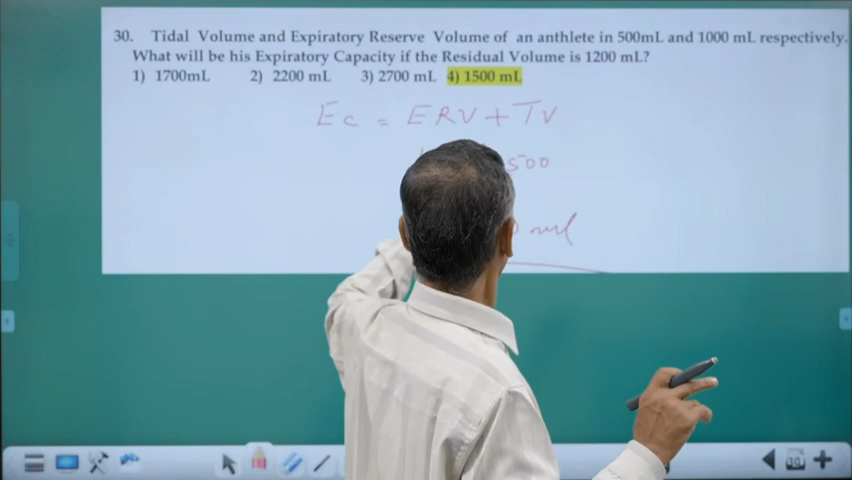 30. Tidal Volume and Expiratory Reserve Volume of an anthlete in 500mL and 1000 mL respectively.
What will be his Expiratory Capacity if the Residual Volume is 1200 mL?
1) 1700mL 2) 2200 mL 3) 2700 mL 4) 1500 mL
Ec = ERV + TV
500
ml
10